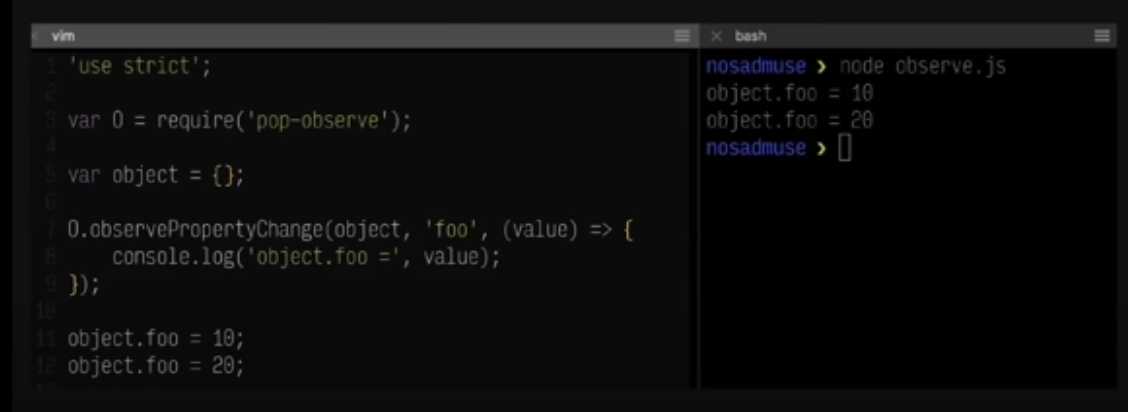 vim
1 'use strict';
2
3 var O = require('pop-observe');
4
5 var object = {};
6
7 O.observePropertyChange(object, 'foo', (value) => {
8     console.log('object.foo =', value);
9 });
10
11 object.foo = 10;
12 object.foo = 20;
bash
nosadmuse ❯ node observe.js
object.foo = 10
object.foo = 20
nosadmuse ❯